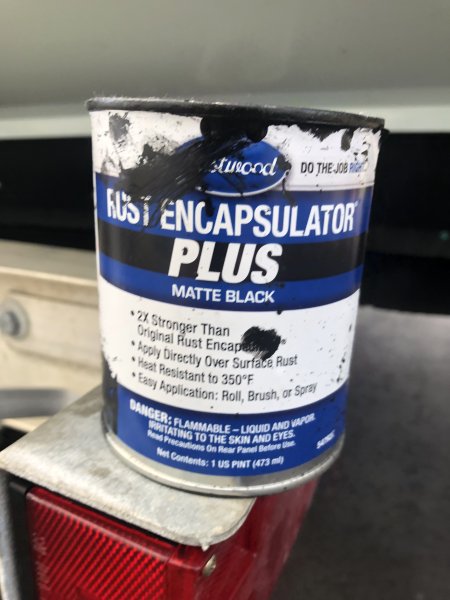 stwood
DO THE JOB RIGHT
RUST ENCAPSULATOR
PLUS
MATTE BLACK
• 2X Stronger Than
Original Rust Encaps ®
• Apply Directly Over Surface Rust
• Heat Resistant to 350°F
• Easy Application: Roll, Brush, or Spray
DANGER: FLAMMABLE – LIQUID AND VAPOR.
IRRITATING TO THE SKIN AND EYES.
Read Precautions On Rear Panel Before Use.
Net Contents: 1 US PINT (473 ml)